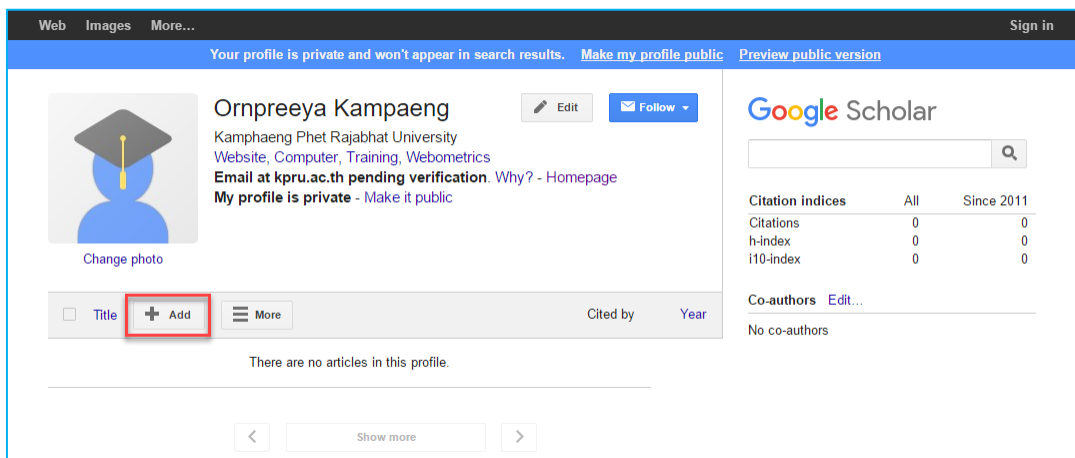 Web Images More... Sign in
Your profile is private and won't appear in search results. Make my profile public Preview public version
Ornpreeya Kampaeng
Edit
Follow
Kamphaeng Phet Rajabhat University
Website, Computer, Training, Webometrics
Email at kpru.ac.th pending verification. Why? - Homepage
My profile is private - Make it public
Change photo
Title Add More Cited by Year
There are no articles in this profile.
Show more
Google Scholar
Citation indices All Since 2011
Citations 0 0
h-index 0 0
i10-index 0 0
Co-authors Edit...
No co-authors